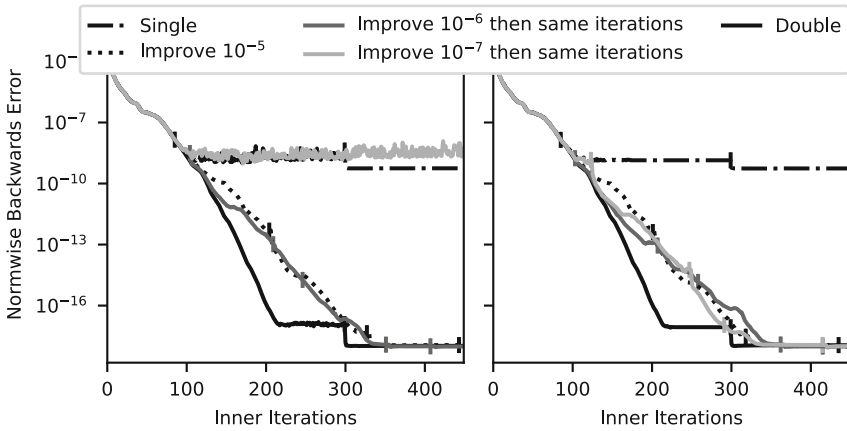 Single
Improve 10⁻⁵
Improve 10⁻⁶ then same iterations
Improve 10⁻⁷ then same iterations
Double
Normwise Backwards Error
10⁻⁷
10⁻¹⁰
10⁻¹³
10⁻¹⁶
0 100 200 300 400
Inner Iterations
0 100 200 300 400
Inner Iterations